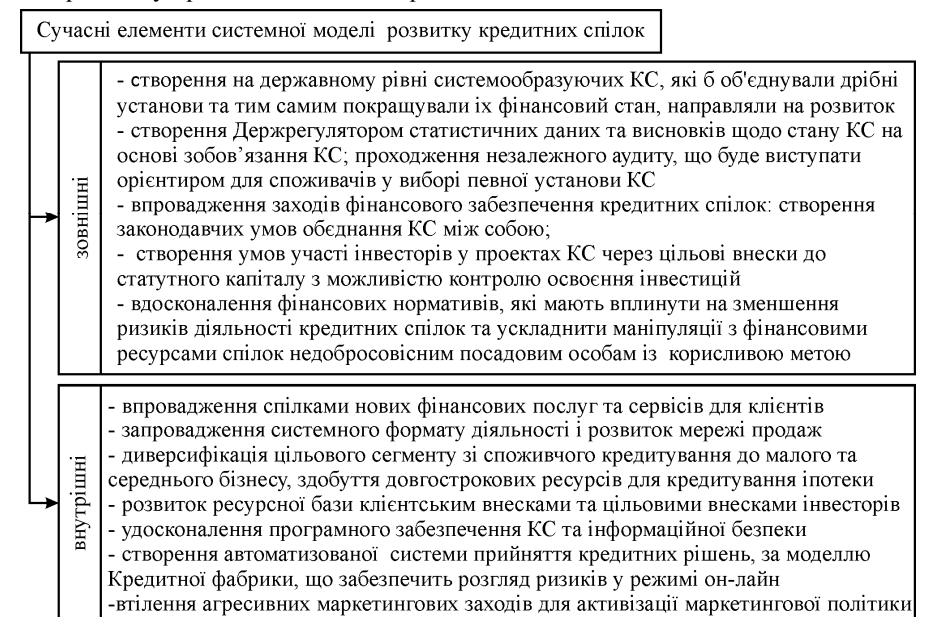 Сучасні елементи системної моделі розвитку кредитних спілок
зовнішні
- створення на державному рівні системообразуючих КС, які б об'єднували дрібні
установи та тим самим покращували їх фінансовий стан, направляли на розвиток
- створення Держрегулятором статистичних даних та висновків щодо стану КС на
основі зобов’язання КС; проходження незалежного аудиту, що буде виступати
орієнтиром для споживачів у виборі певної установи КС
- впровадження заходів фінансового забезпечення кредитних спілок: створення
законодавчих умов обєднання КС між собою;
- створення умов участі інвесторів у проектах КС через цільові внески до
статутного капіталу з можливістю контролю освоєння інвестицій
- вдосконалення фінансових нормативів, які мають вплинути на зменшення
ризиків діяльності кредитних спілок та ускладнити маніпуляції з фінансовими
ресурсами спілок недобросовісним посадовим особам із корисливою метою
внутрішні
- впровадження спілками нових фінансових послуг та сервісів для клієнтів
- запровадження системного формату діяльності і розвиток мережі продаж
- диверсифікація цільового сегменту зі споживчого кредитування до малого та
середнього бізнесу, здобуття довгострокових ресурсів для кредитування іпотеки
- розвиток ресурсної бази клієнтським внесками та цільовими внесками інвесторів
- удосконалення програмного забезпечення КС та інформаційної безпеки
- створення автоматизованої системи прийняття кредитних рішень, за моделлю
Кредитної фабрики, що забезпечить розгляд ризиків у режимі он-лайн
-втілення агресивних маркетингових заходів для активізації маркетингової політики